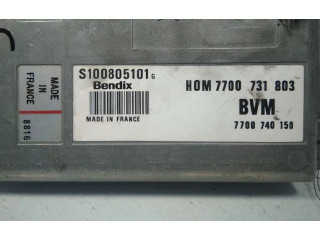 S100805101 G
Bendix
MADE IN FRANCE
HOM 7700 731 803
BVM
7700 740 150
MADE
IN
FRANCE
8816